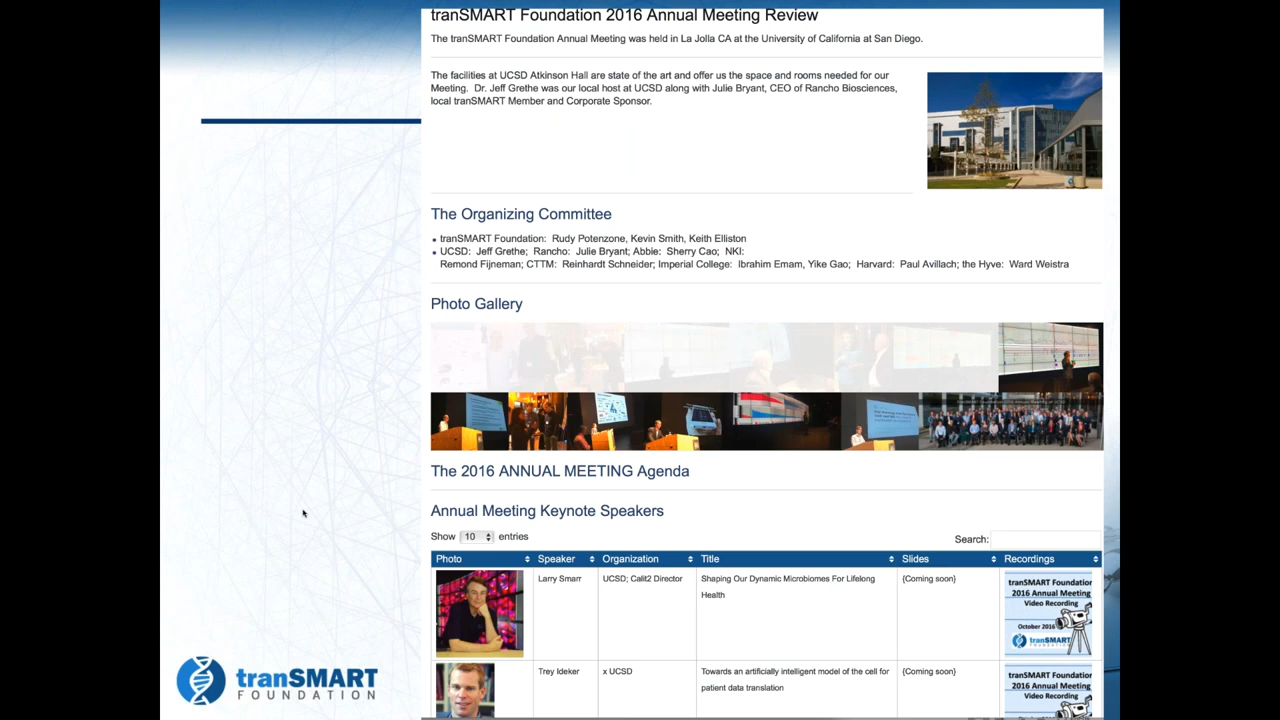 tranSMART Foundation 2016 Annual Meeting Review
The tranSMART Foundation Annual Meeting was held in La Jolla CA at the University of California at San Diego.
The facilities at UCSD Atkinson Hall are state of the art and offer us the space and rooms needed for our
Meeting. Dr. Jeff Grethe was our local host at UCSD along with Julie Bryant, CEO of Rancho Biosciences,
local tranSMART Member and Corporate Sponsor.
The Organizing Committee
• tranSMART Foundation: Rudy Potenzone, Kevin Smith, Keith Elliston
• UCSD: Jeff Grethe; Rancho: Julie Bryant; Abbie: Sherry Cao; NKI:
Remond Fijneman; CTTM: Reinhardt Schneider; Imperial College: Ibrahim Emam, Yike Gao; Harvard: Paul Avillach; the Hyve: Ward Weistra
Photo Gallery
The 2016 ANNUAL MEETING Agenda
Annual Meeting Keynote Speakers
Show 10 entries
Search:
Photo Speaker Organization Title Slides Recordings
Larry Smarr UCSD; Calit2 Director Shaping Our Dynamic Microbiomes For Lifelong {Coming soon}
Health
tranSMART Foundation
2016 Annual Meeting
Video Recording
October 2016
tranSMART
Trey Ideker x UCSD Towards an artificially intelligent model of the cell for {Coming soon}
patient data translation
tranSMART Foundation
2016 Annual Meeting
Video Recording
tranSMART
FOUNDATION